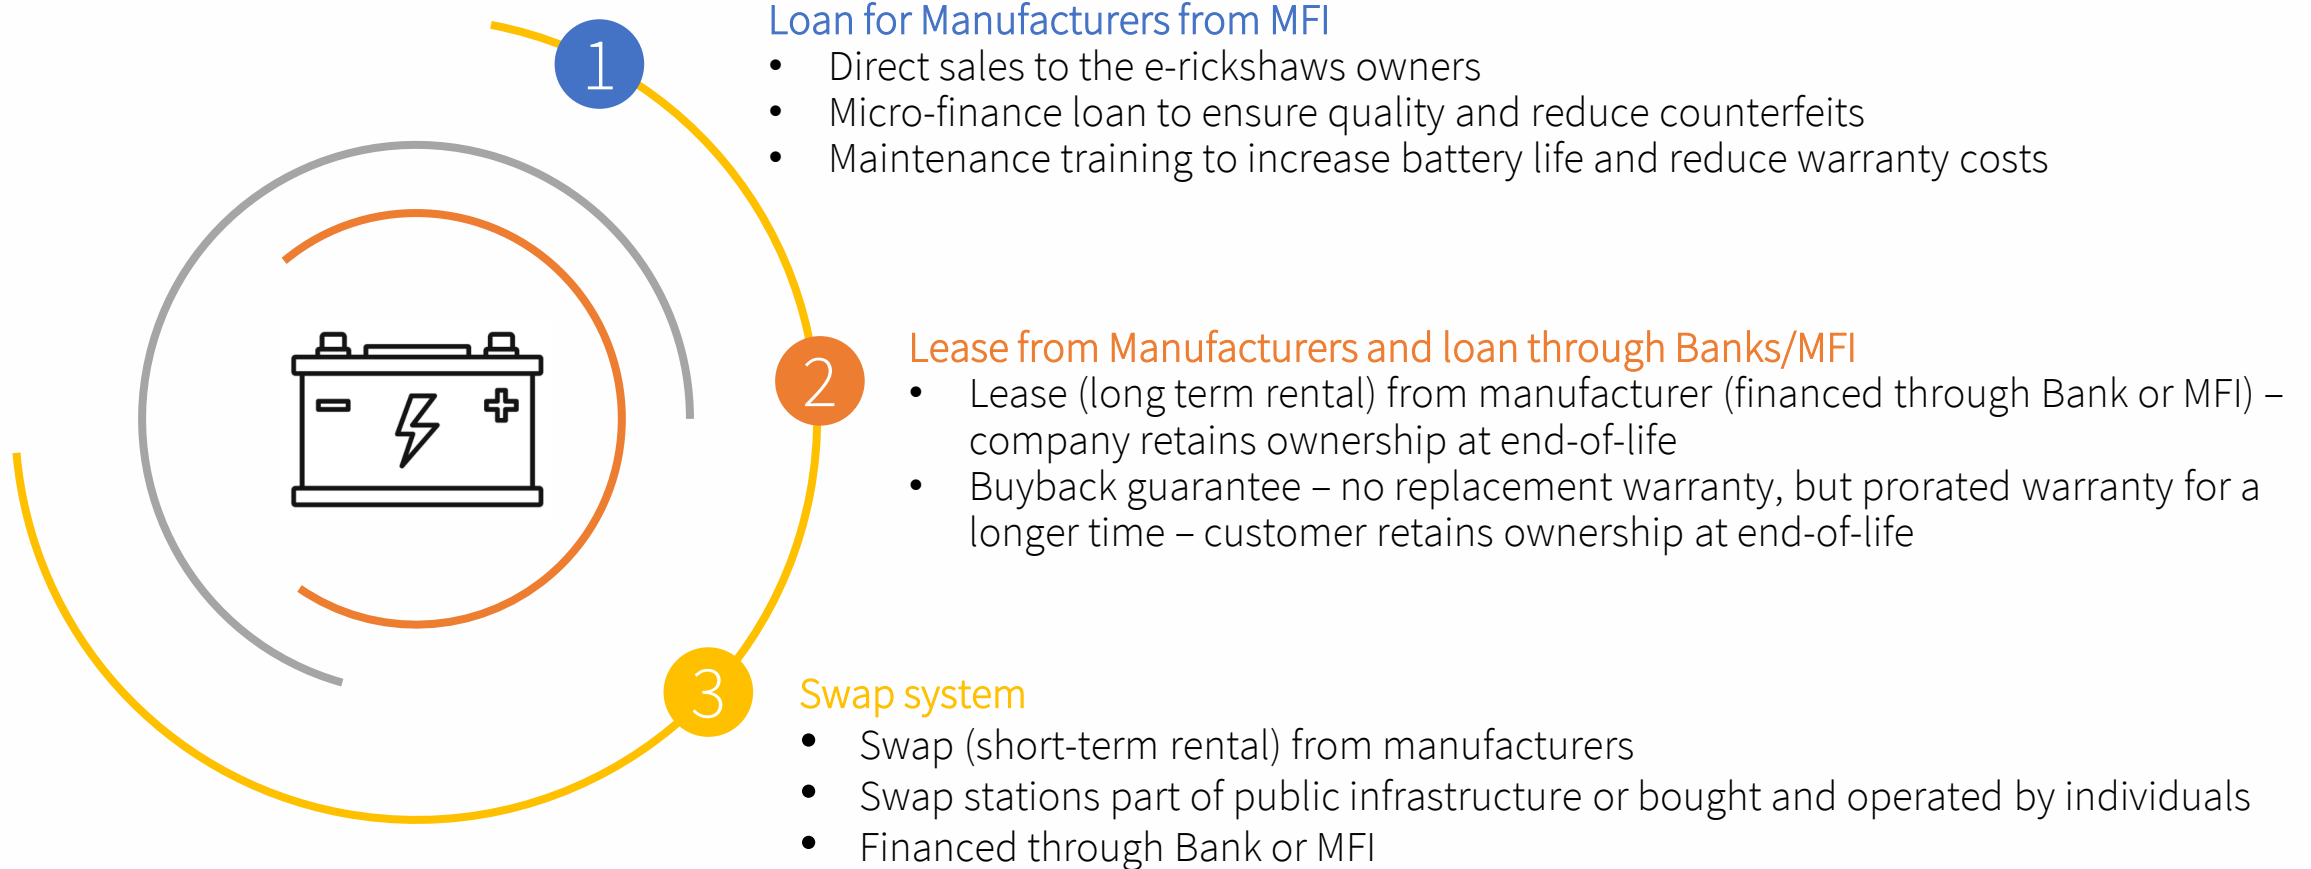 1
Loan for Manufacturers from MFI
• Direct sales to the e-rickshaws owners
• Micro-finance loan to ensure quality and reduce counterfeits
• Maintenance training to increase battery life and reduce warranty costs
2
Lease from Manufacturers and loan through Banks/MFI
• Lease (long term rental) from manufacturer (financed through Bank or MFI) –
company retains ownership at end-of-life
• Buyback guarantee – no replacement warranty, but prorated warranty for a
longer time – customer retains ownership at end-of-life
3
Swap system
• Swap (short-term rental) from manufacturers
• Swap stations part of public infrastructure or bought and operated by individuals
• Financed through Bank or MFI